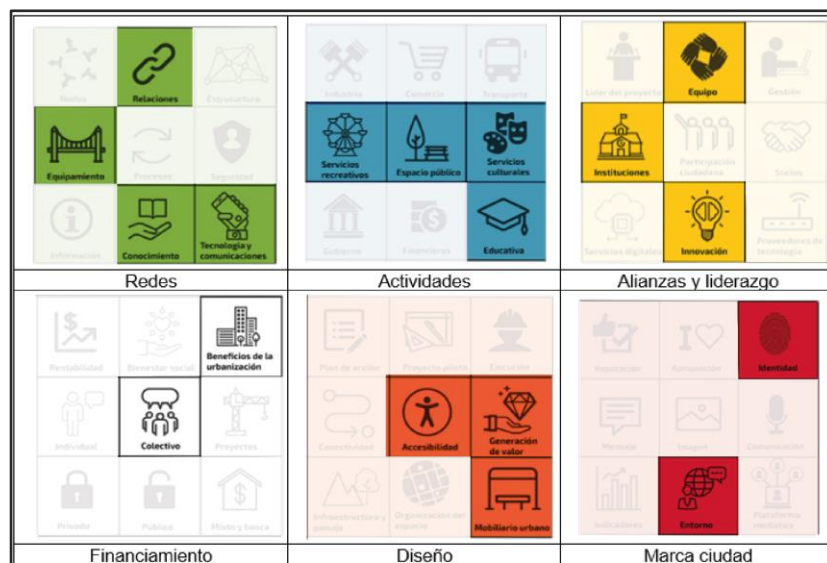 Nodos
Relaciones
Estructura
Equipamiento
Procesos
Seguridad
Información
Conocimiento
Tecnología y
comunicaciones
Redes
Industria
Comercio
Transporte
Servicios
recreativos
Espacio público
Servicios
culturales
Gobierno
Financieros
Educativa
Actividades
Líder del proyecto
Equipo
Gestión
Instituciones
Participación
ciudadana
Socios
Servicios digitales
Innovación
Proveedores de
tecnología
Alianzas y liderazgo
Rentabilidad
Bienestar social
Beneficios de la
urbanización
Individual
Colectivo
Proyectos
Privado
Público
Mixto y banca
Financiamiento
Plan de acción
Proyecto piloto
Ejecución
Conectividad
Accesibilidad
Generación
de valor
Infraestructura y
paisaje
Organización del
espacio
Mobiliario urbano
Diseño
Identidad
Mensaje
Imagen
Comunicación
Indicadores
Entorno
Plataforma
mediática
Marca ciudad